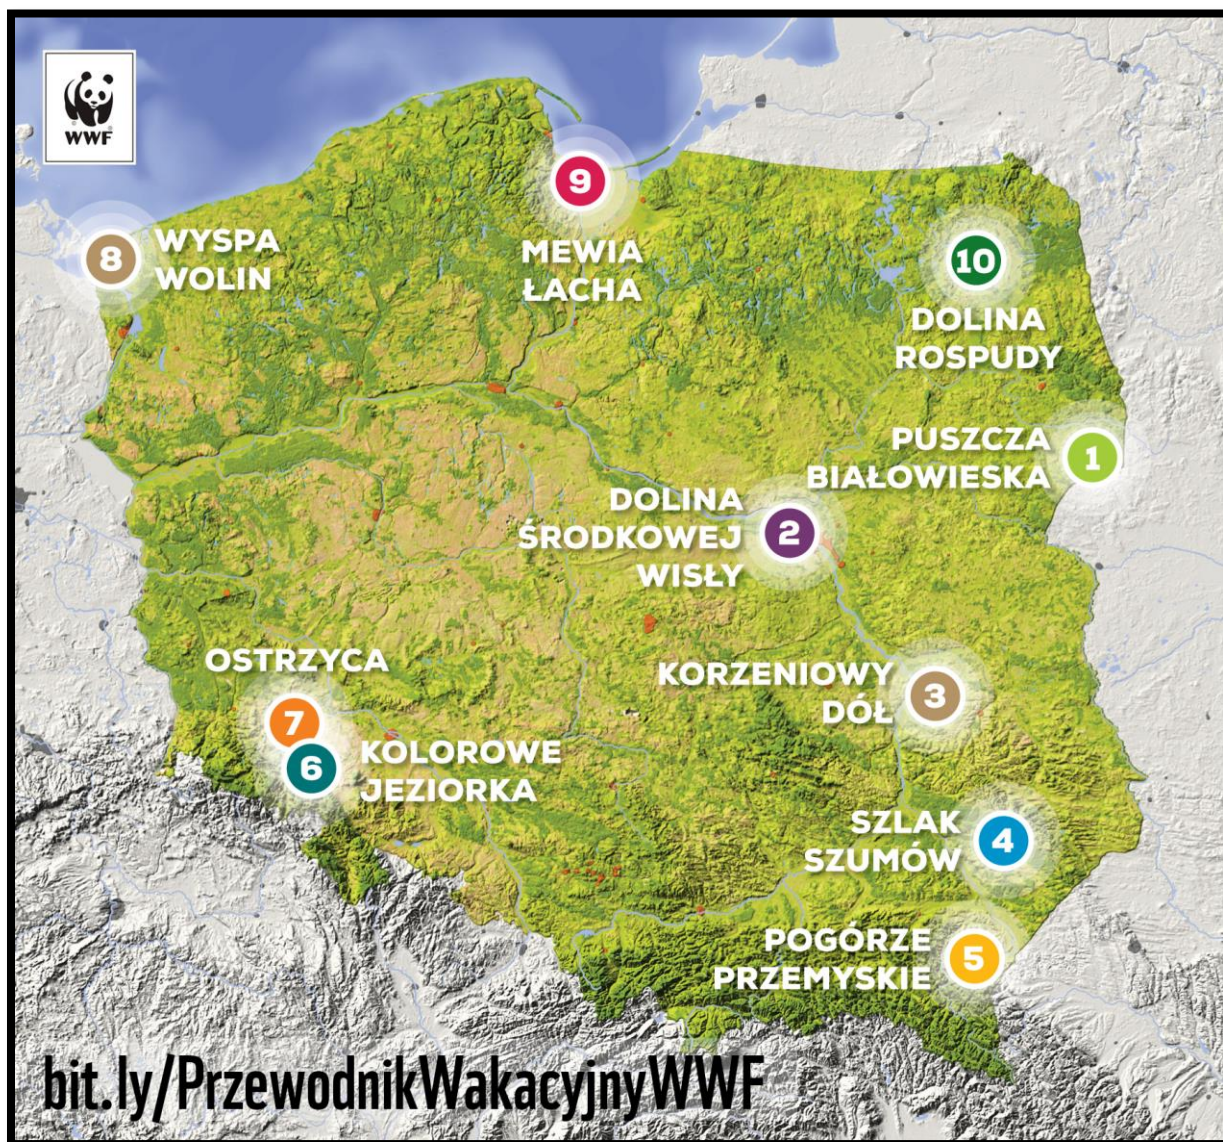 WWF
9
MEWIA
ŁACHA
8
WYSPA
WOLIN
10
DOLINA
ROSPUDY
PUSZCZA
BIAŁOWIESKA
1
DOLINA
ŚRODKOWEJ
WISŁY
2
OSTRZYCA
7
6
KOLOROWE
JEZIORKA
KORZENIOWY
DÓŁ
3
SZLAK
SZUMÓW
4
POGÓRZE
PRZEMYSKIE
5
bit.ly/PrzewodnikWakacyjnyWWF